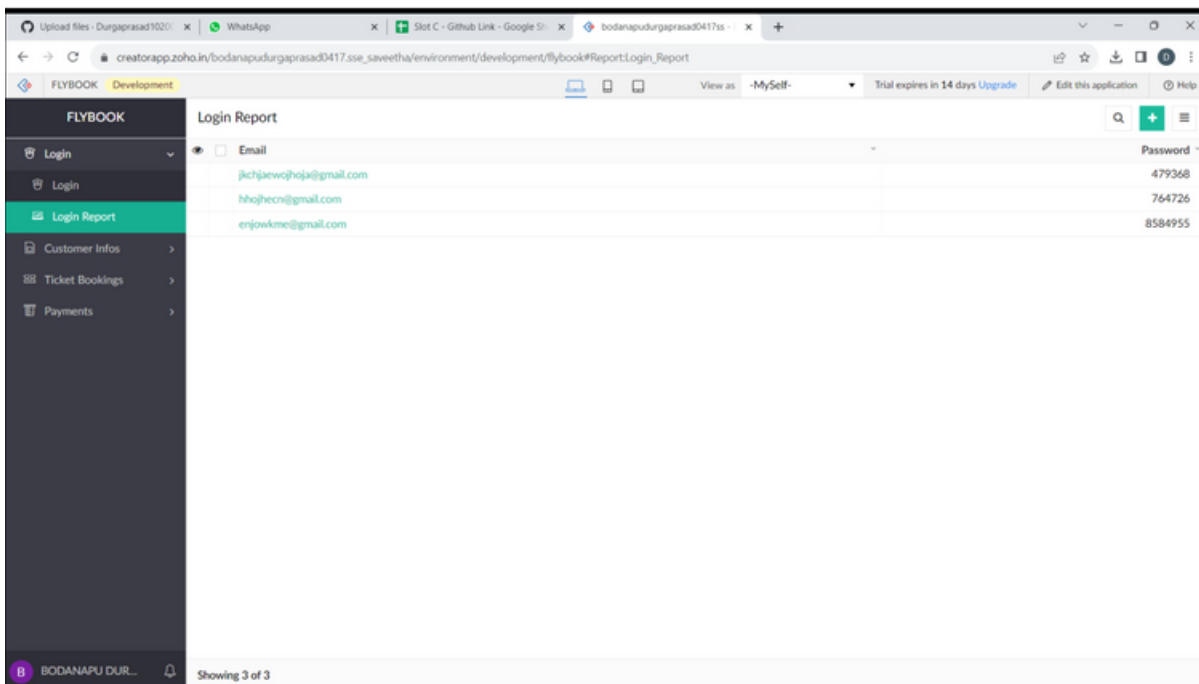 Upload files · Durgaprasad1020
WhatsApp
Slot C - Github Link - Google Sh
bodanapudurgaprasad0417ss -
creatorapp.zoho.in/bodanapudurgaprasad0417.sse_saveetha/environment/development/flybook#Report:Login_Report
D
FLYBOOK Development
View as -MySelf-
Trial expires in 14 days Upgrade
Edit this application
Help
FLYBOOK
Login Report
Login
Login
Login Report
Customer Infos
Ticket Bookings
Payments
Email Password
jkchjaewojhoja@gmail.com 479368
hhojhecn@gmail.com 764726
enjowkme@gmail.com 8584955
B BODANAPU DUR...
Showing 3 of 3